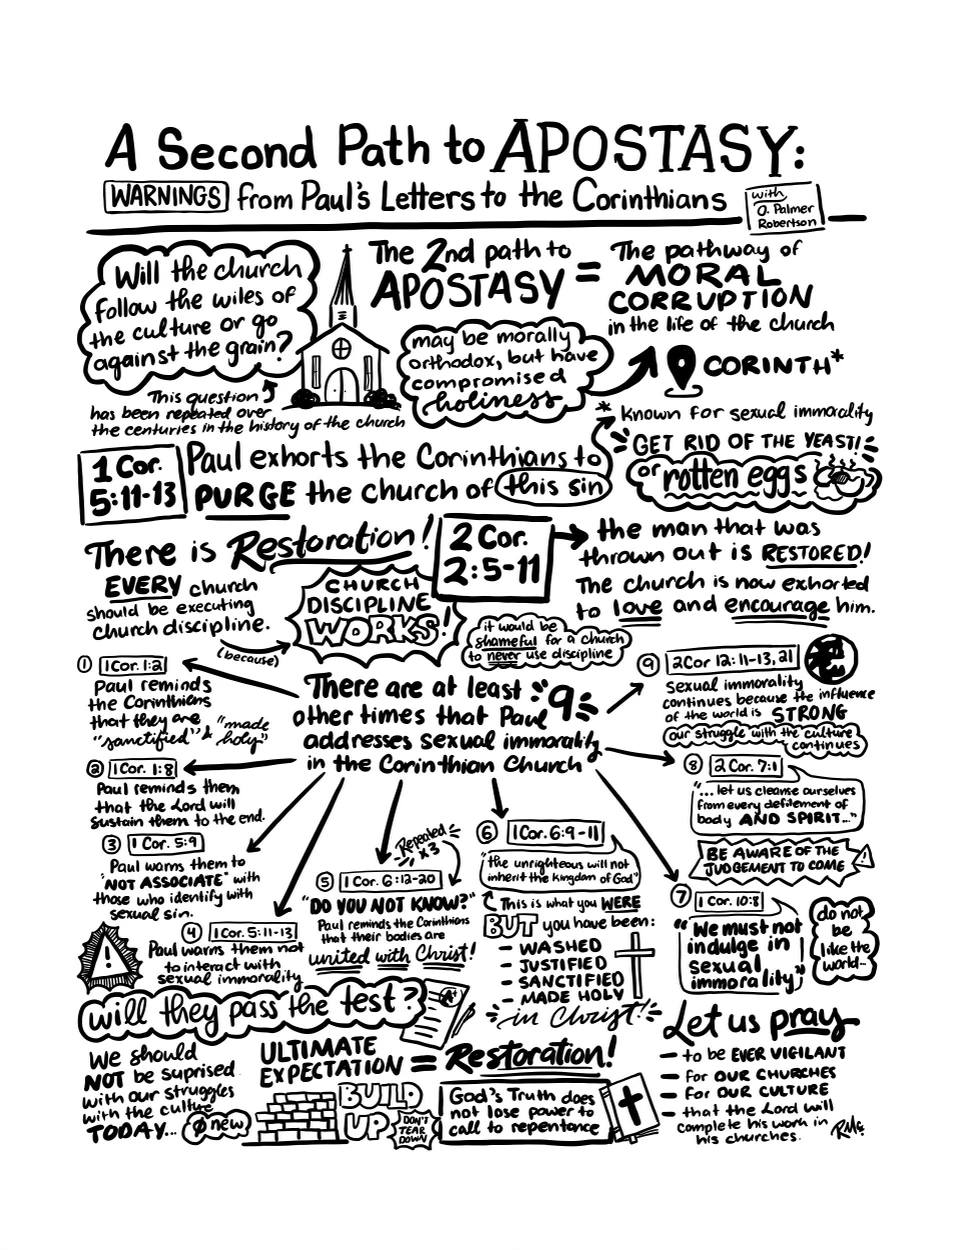 A Second Path to APOSTASY:
WARNINGS from Paul's Letters to the Corinthians
with
O. Palmer
Robertson
Will the church
follow the wiles of
the culture or go
against the grain?
This question
has been repeated over
the centuries in the history of the church
The 2nd path to
APOSTASY =
The pathway of
MORAL
CORRUPTION
in the life of the church
may be morally
orthodox, but have
compromised
holiness
CORINTH*
* known for sexual immorality
GET RID OF THE YEAST!
or rotten eggs
1 Cor.
5:11-13
Paul exhorts the Corinthians to
PURGE the church of this sin
There is Restoration!
2 Cor.
2:5-11
the man that was
thrown out is RESTORED!
The church is now exhorted
to love and encourage him.
EVERY church
should be executing
church discipline.
(because)
CHURCH
DISCIPLINE
WORKS!
it would be
shameful for a church
to never use discipline
There are at least 9
other times that Paul
addresses sexual immorality
in the Corinthian Church
1 1Cor. 1:2
Paul reminds
the Corinthians
that they are
"sanctified" & "made
holy"
2 1Cor. 1:8
Paul reminds them
that the Lord will
sustain them to the end.
3 1 Cor. 5:9
Paul warns them to
"NOT ASSOCIATE" with
those who identify with
sexual sin.
4 1Cor. 5:11-13
Paul warns them not
to interact with
sexual immorality
5 1 Cor. 6:12-20
Repeated
x3
"DO YOU NOT KNOW?"
Paul reminds the Corinthians
that their bodies are
united with Christ!
6 1Cor. 6:9-11
"the unrighteous will not
inherit the kingdom of God"
This is what you WERE
BUT you have been:
- WASHED
- JUSTIFIED
- SANCTIFIED
- MADE HOLY
in Christ!
9 2Cor 12:11-13, 21
Sexual immorality
continues because the influence
of the world is STRONG
our struggle with the culture
continues
8 2 Cor. 7:1
"...let us cleanse ourselves
from every defilement of
body AND SPIRIT..."
BE AWARE OF THE
JUDGEMENT TO COME
!
7 1 Cor. 10:8
"We must not
indulge in
sexual
immorality"
do not
be
like the
world...
!
will they pass the test?
A+
We should
NOT be suprised
with our struggles
with the cultue
TODAY... Ø new
ULTIMATE
EXPECTATION = Restoration!
BUILD
UP
DON'T
TEAR
DOWN
God's Truth does
not lose power to
call to repentance
Let us pray
- to be EVER VIGILANT
- for OUR CHURCHES
- for OUR CULTURE
- that the Lord will
complete his work in
his churches.